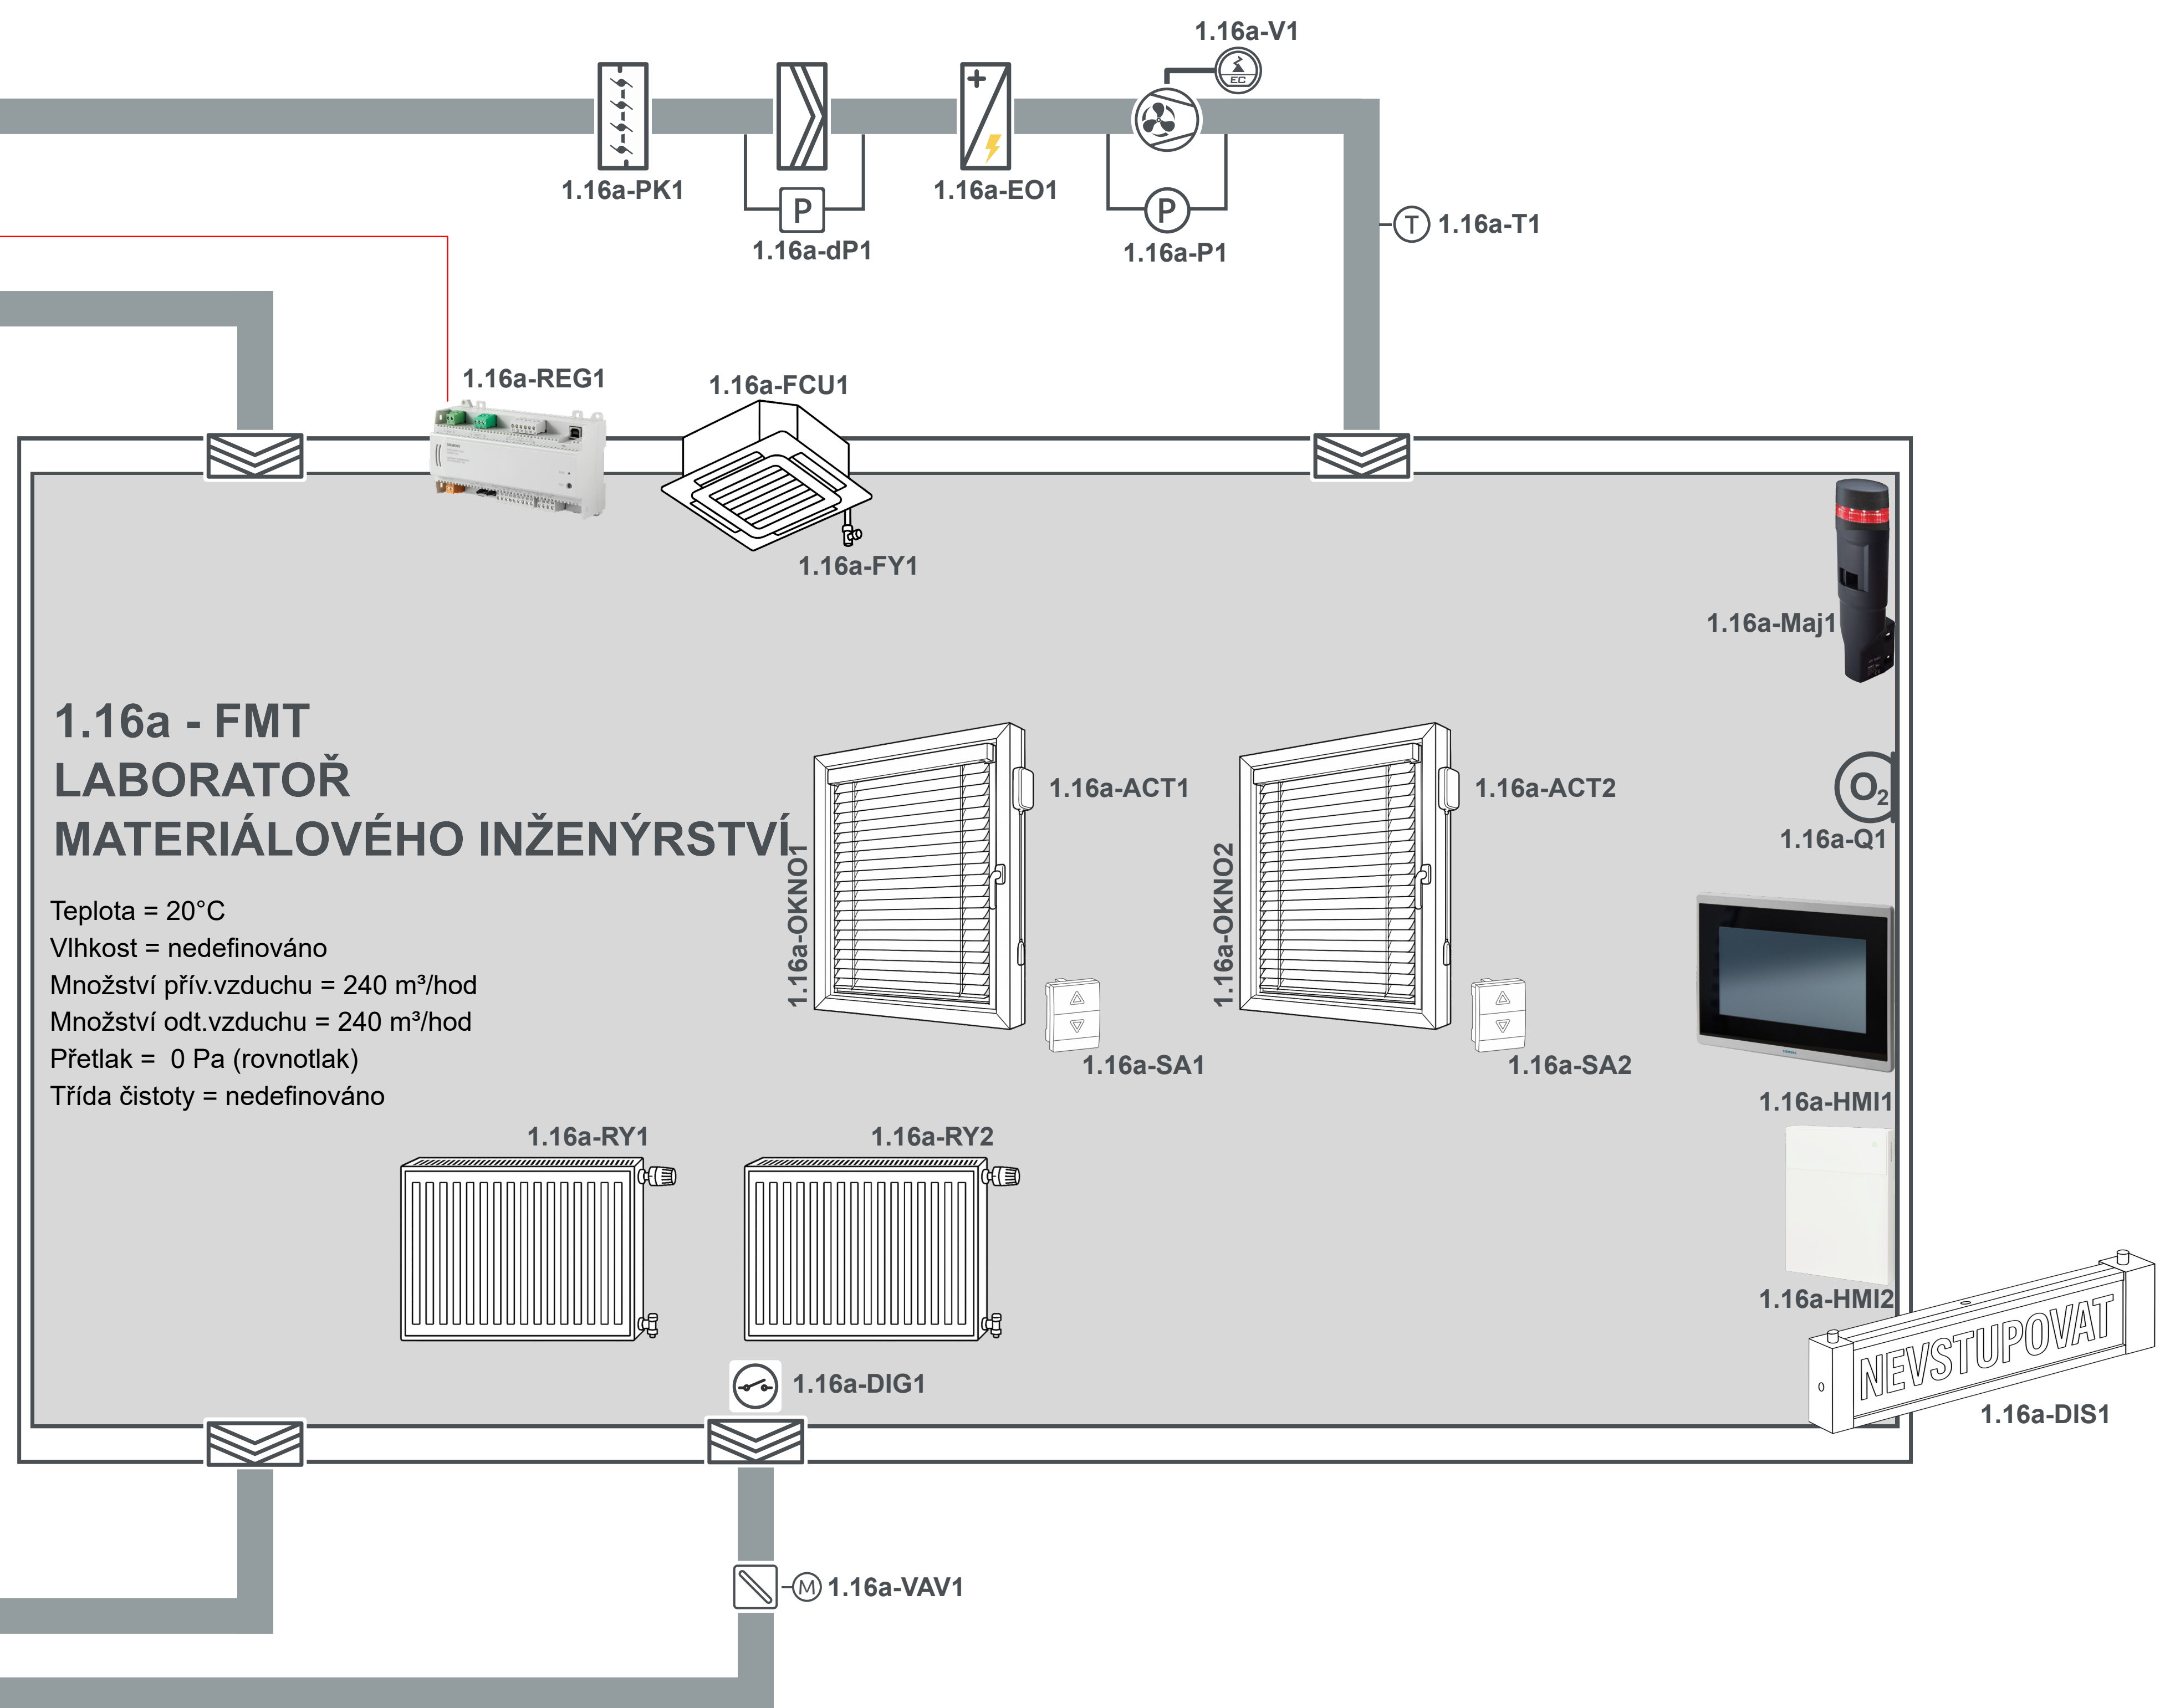 1.16a-V1
EC
1.16a-PK1
P
1.16a-dP1
1.16a-EO1
P
1.16a-P1
T 1.16a-T1
1.16a-REG1
1.16a-FCU1
1.16a-FY1
1.16a-Maj1
1.16a - FMT
LABORATOŘ
MATERIÁLOVÉHO INŽENÝRSTVÍ
Teplota = 20°C
Vlhkost = nedefinováno
Množství přív.vzduchu = 240 m³/hod
Množství odt.vzduchu = 240 m³/hod
Přetlak =  0 Pa (rovnotlak)
Třída čistoty = nedefinováno
1.16a-OKNO1
1.16a-ACT1
1.16a-SA1
1.16a-OKNO2
1.16a-ACT2
1.16a-SA2
O₂
1.16a-Q1
1.16a-HMI1
1.16a-HMI2
1.16a-RY1
1.16a-RY2
1.16a-DIG1
NEVSTUPOVAT
1.16a-DIS1
M 1.16a-VAV1